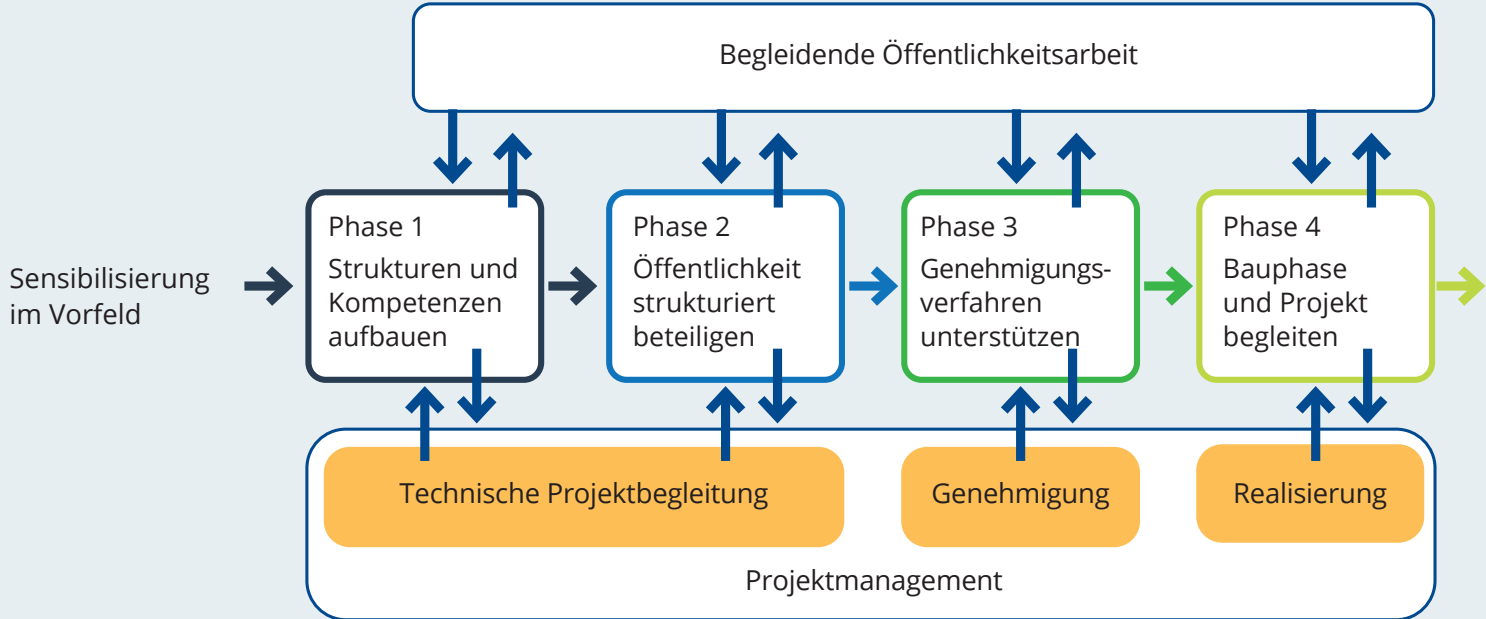 Begleidende Öffentlichkeitsarbeit
Sensibilisierung
im Vorfeld
Phase 1
Strukturen und
Kompetenzen
aufbauen
Phase 2
Öffentlichkeit
strukturiert
beteiligen
Phase 3
Genehmigungs-
verfahren
unterstützen
Phase 4
Bauphase
und Projekt
begleiten
Technische Projektbegleitung
Genehmigung
Realisierung
Projektmanagement